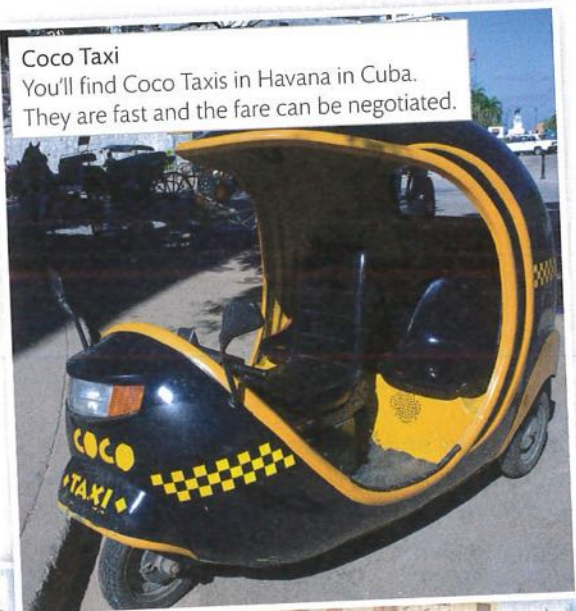 Coco Taxi
You'll find Coco Taxis in Havana in Cuba.
They are fast and the fare can be negotiated.
COCO
TAXI